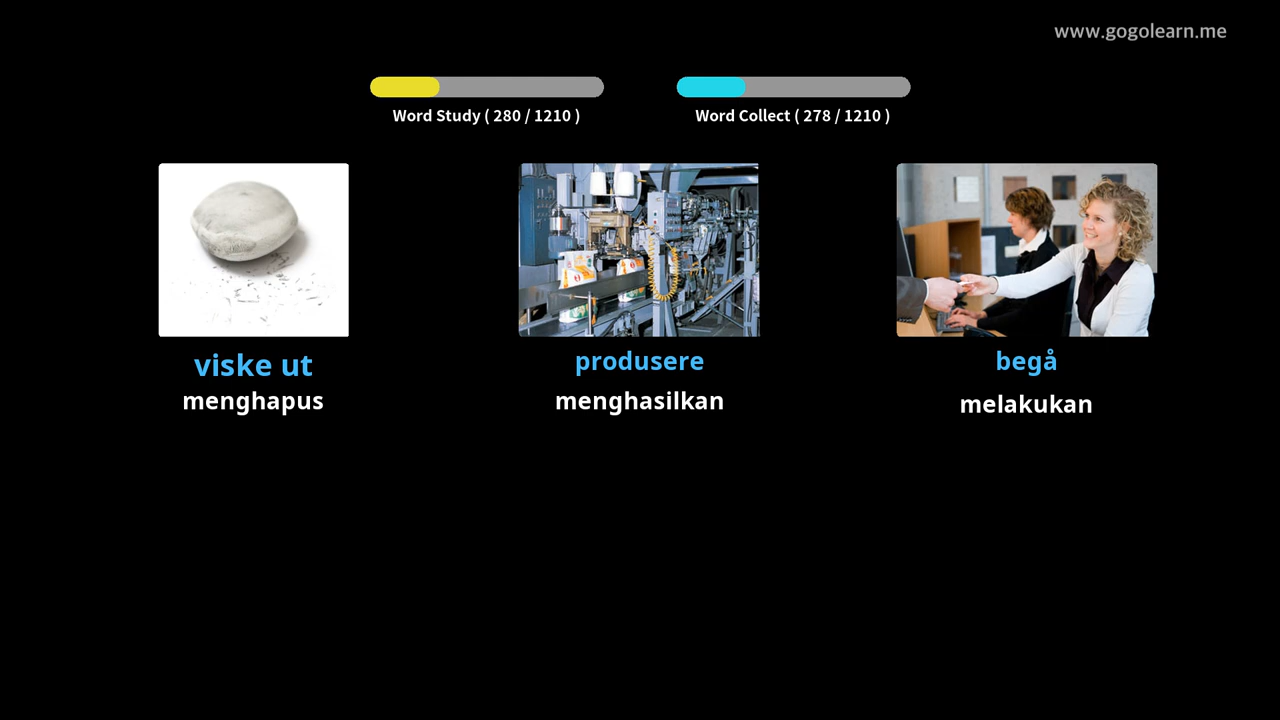 www.gogolearn.me
Word Study ( 280 / 1210 )
Word Collect ( 278 / 1210 )
viske ut
menghapus
produsere
menghasilkan
begå
melakukan